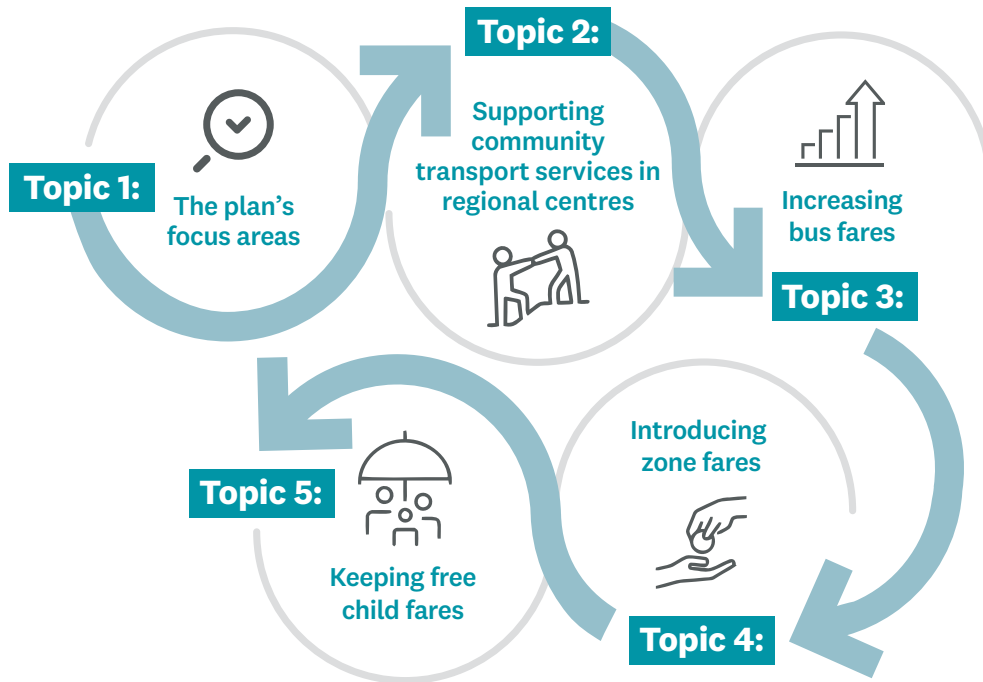 Topic 1:
The plan’s
focus areas
Topic 2:
Supporting
community
transport services in
regional centres
Increasing
bus fares
Topic 3:
Introducing
zone fares
Topic 4:
Topic 5:
Keeping free
child fares